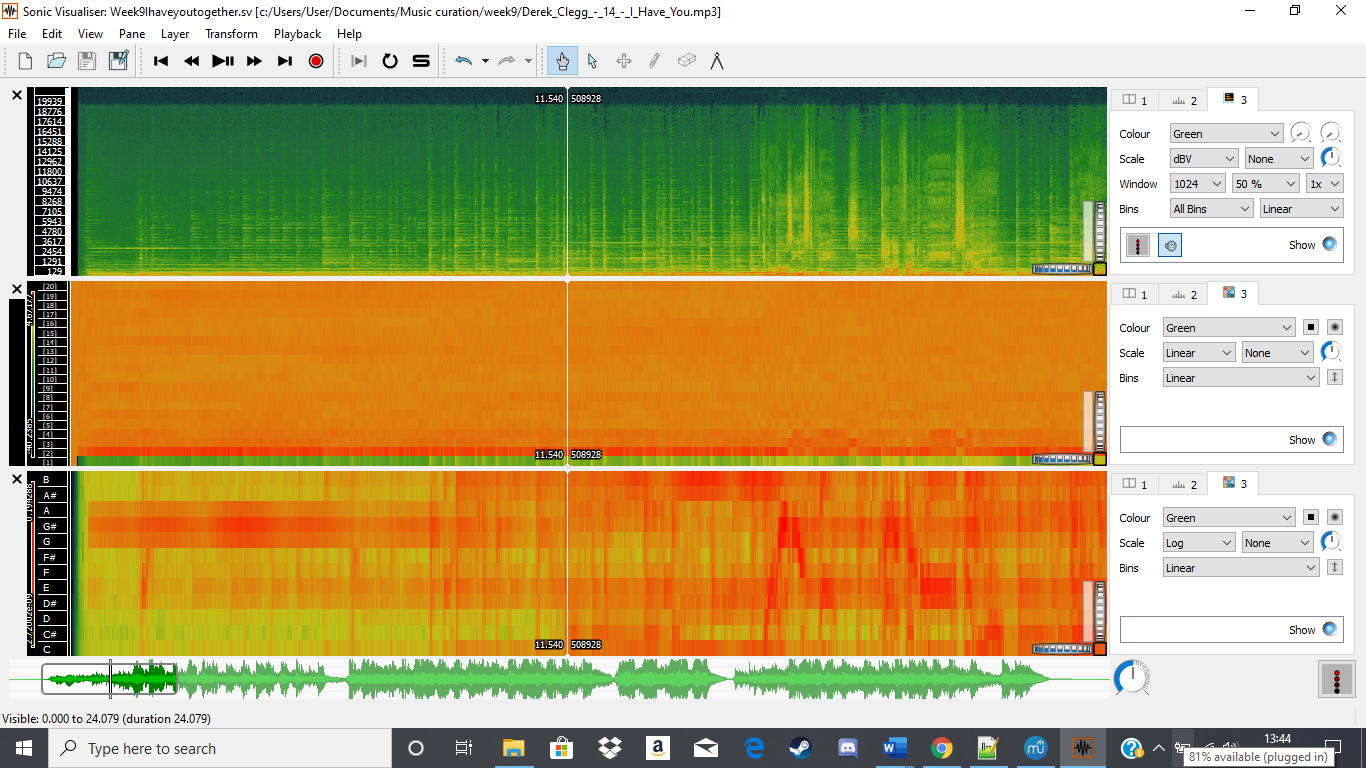 Sonic Visualiser: Week9Ihaveyoutogether.sv [c:/Users/User/Documents/Music curation/week9/Derek_Clegg_-_14_-_I_Have_You.mp3]
File Edit View Pane Layer Transform Playback Help
19939
18776
17614
16451
15288
14125
12962
11800
10637
9474
8268
7105
5943
4780
3617
2454
1291
129
11.540 508928
1 2 3
Colour Green
Scale dBV None
Window 1024 50 % 1x
Bins All Bins Linear
Show
[20]
[19]
[18]
[17]
[16]
[15]
[14]
[13]
[12]
[11]
[10]
[9]
[8]
[7]
[6]
[5]
[4]
[3]
[2]
[1]
11.540 508928
1 2 3
Colour Green
Scale Linear None
Bins Linear
Show
B
A#
A
G#
G
F#
F
E
D#
D
C#
C
11.540 508928
1 2 3
Colour Green
Scale Log None
Bins Linear
Show
Visible: 0.000 to 24.079 (duration 24.079)
Type here to search
13:44
81% available (plugged in)